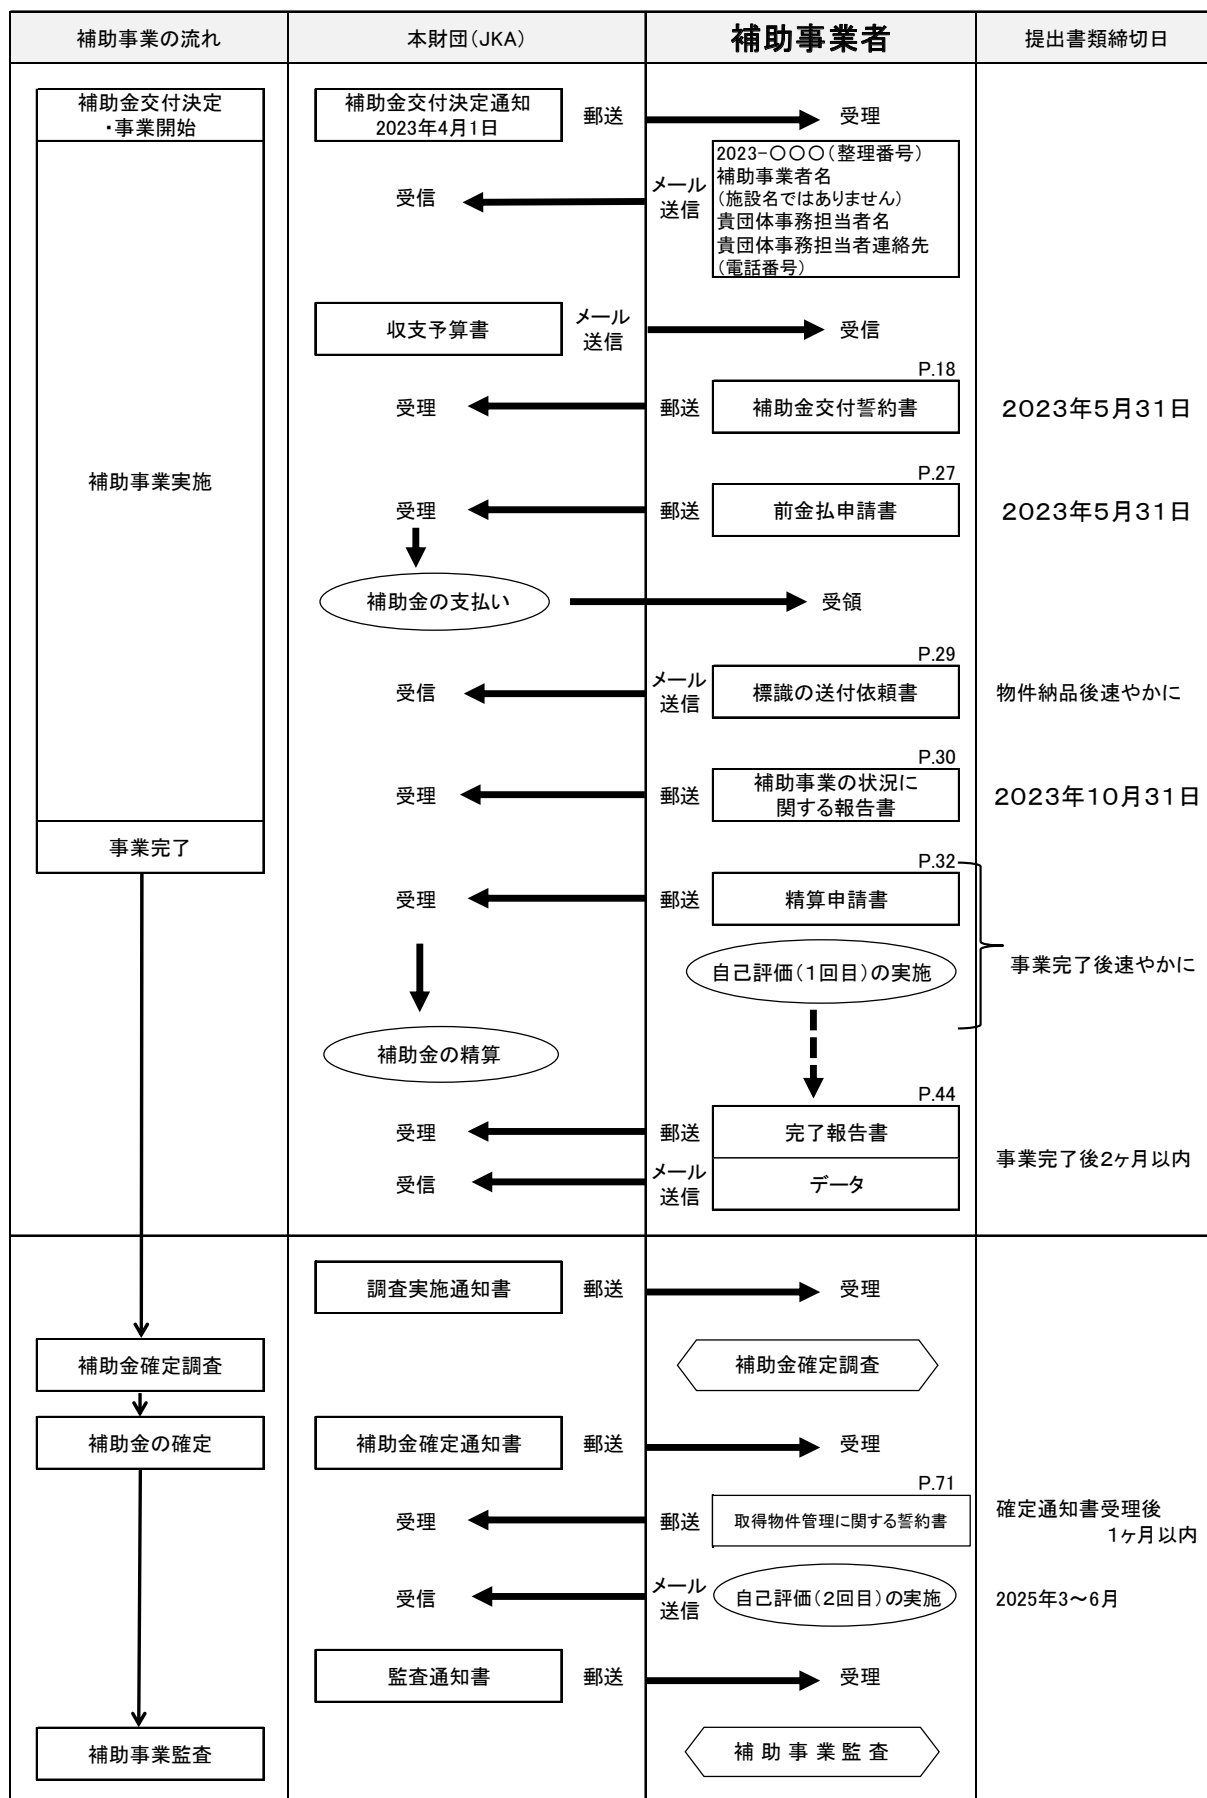 補助事業の流れ
本財団（JKA）
補助事業者
提出書類締切日
補助金交付決定
・事業開始
補助金交付決定通知
2023年4月1日
郵送
受理
2023-〇〇〇（整理番号）
補助事業者名
（施設名ではありません）
貴団体事務担当者名
貴団体事務担当者連絡先
（電話番号）
メール
送信
受信
収支予算書
メール
送信
受信
P.18
受理
郵送
補助金交付誓約書
2023年5月31日
補助事業実施
P.27
受理
郵送
前金払申請書
2023年5月31日
補助金の支払い
受領
P.29
受信
メール
送信
標識の送付依頼書
物件納品後速やかに
P.30
受理
郵送
補助事業の状況に
関する報告書
2023年10月31日
事業完了
P.32
受理
郵送
精算申請書
自己評価（1回目）の実施
事業完了後速やかに
補助金の精算
P.44
受理
郵送
完了報告書
受信
メール
送信
データ
事業完了後2ヶ月以内
調査実施通知書
郵送
受理
補助金確定調査
補助金確定調査
補助金の確定
補助金確定通知書
郵送
受理
P.71
受理
郵送
取得物件管理に関する誓約書
確定通知書受理後
1ヶ月以内
受信
メール
送信
自己評価（2回目）の実施
2025年3～6月
監査通知書
郵送
受理
補助事業監査
補助事業監査